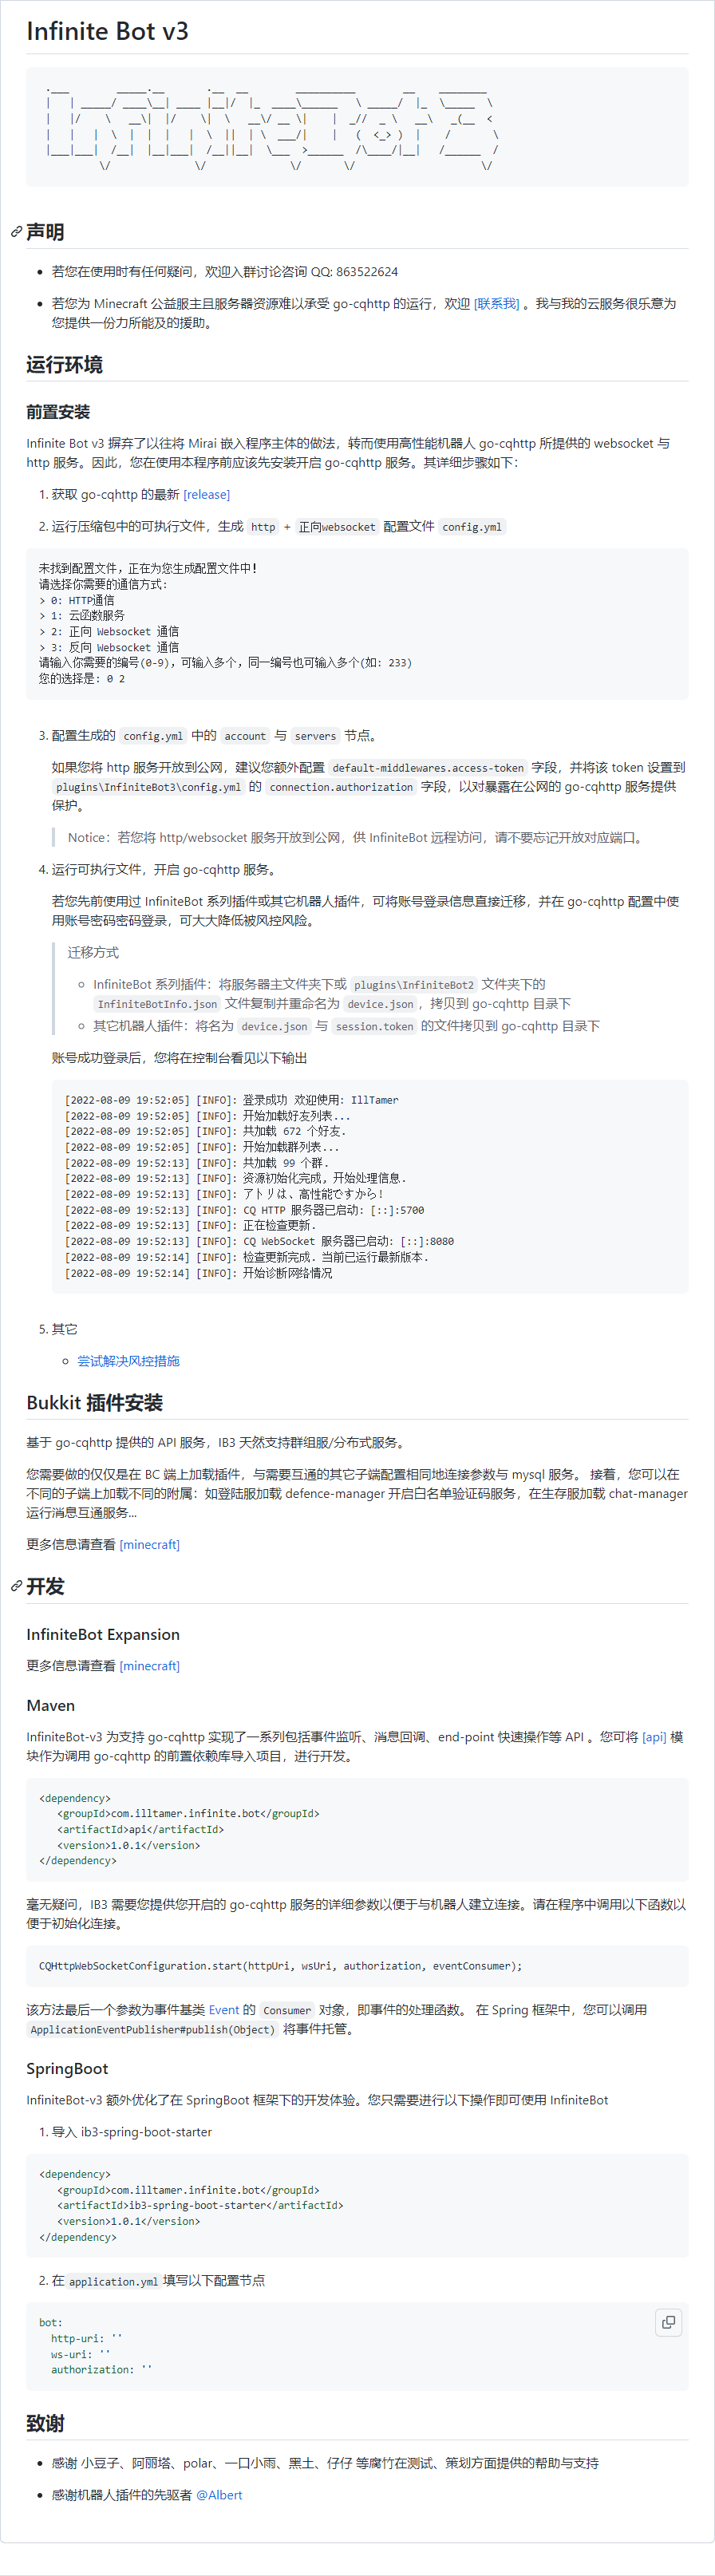 Infinite Bot v3
.___         _____.__       .__  __         __________        __    ________
|   | _____/ ____\__| ____ |__|/  |_  ____\______   \ _____/  |_  \_____  \
|   |/    \   __\|  |/    \|  \   __\/ __ \|    |  _//  _ \   __\   _(__  <
|   |   |  \  |  |  |   |  \  ||  | \  ___/|    |   (  <_> )  |    /       \
|___|___|  /__|  |__|___|  /__||__|  \___  >______  /\____/|__|   /______  /
         \/              \/              \/       \/                     \/
声明
若您在使用时有任何疑问，欢迎入群讨论咨询 QQ: 863522624
若您为 Minecraft 公益服主且服务器资源难以承受 go-cqhttp 的运行，欢迎 [联系我] 。我与我的云服务很乐意为
您提供一份力所能及的援助。
运行环境
前置安装
Infinite Bot v3 摒弃了以往将 Mirai 嵌入程序主体的做法，转而使用高性能机器人 go-cqhttp 所提供的 websocket 与
http 服务。因此，您在使用本程序前应该先安装开启 go-cqhttp 服务。其详细步骤如下：
1. 获取 go-cqhttp 的最新 [release]
2. 运行压缩包中的可执行文件，生成 http + 正向websocket 配置文件 config.yml
未找到配置文件，正在为您生成配置文件中！
请选择你需要的通信方式:
> 0: HTTP通信
> 1: 云函数服务
> 2: 正向 Websocket 通信
> 3: 反向 Websocket 通信
请输入你需要的编号(0-9)，可输入多个，同一编号也可输入多个(如: 233)
您的选择是: 0 2
3. 配置生成的 config.yml 中的 account 与 servers 节点。
如果您将 http 服务开放到公网，建议您额外配置 default-middlewares.access-token 字段，并将该 token 设置到
plugins\InfiniteBot3\config.yml 的 connection.authorization 字段，以对暴露在公网的 go-cqhttp 服务提供
保护。
Notice：若您将 http/websocket 服务开放到公网，供 InfiniteBot 远程访问，请不要忘记开放对应端口。
4. 运行可执行文件，开启 go-cqhttp 服务。
若您先前使用过 InfiniteBot 系列插件或其它机器人插件，可将账号登录信息直接迁移，并在 go-cqhttp 配置中使
用账号密码密码登录，可大大降低被风控风险。
迁移方式
InfiniteBot 系列插件：将服务器主文件夹下或 plugins\InfiniteBot2 文件夹下的
InfiniteBotInfo.json 文件复制并重命名为 device.json，拷贝到 go-cqhttp 目录下
其它机器人插件：将名为 device.json 与 session.token 的文件拷贝到 go-cqhttp 目录下
账号成功登录后，您将在控制台看见以下输出
[2022-08-09 19:52:05] [INFO]: 登录成功 欢迎使用: IllTamer
[2022-08-09 19:52:05] [INFO]: 开始加载好友列表...
[2022-08-09 19:52:05] [INFO]: 共加载 672 个好友.
[2022-08-09 19:52:05] [INFO]: 开始加载群列表...
[2022-08-09 19:52:13] [INFO]: 共加载 99 个群.
[2022-08-09 19:52:13] [INFO]: 资源初始化完成, 开始处理信息.
[2022-08-09 19:52:13] [INFO]: アトリは、高性能ですから!
[2022-08-09 19:52:13] [INFO]: CQ HTTP 服务器已启动: [::]:5700
[2022-08-09 19:52:13] [INFO]: 正在检查更新.
[2022-08-09 19:52:13] [INFO]: CQ WebSocket 服务器已启动: [::]:8080
[2022-08-09 19:52:14] [INFO]: 检查更新完成. 当前已运行最新版本.
[2022-08-09 19:52:14] [INFO]: 开始诊断网络情况
5. 其它
尝试解决风控措施
Bukkit 插件安装
基于 go-cqhttp 提供的 API 服务，IB3 天然支持群组服/分布式服务。
您需要做的仅仅是在 BC 端上加载插件，与需要互通的其它子端配置相同地连接参数与 mysql 服务。 接着，您可以在
不同的子端上加载不同的附属：如登陆服加载 defence-manager 开启白名单验证码服务，在生存服加载 chat-manager
运行消息互通服务...
更多信息请查看 [minecraft]
开发
InfiniteBot Expansion
更多信息请查看 [minecraft]
Maven
InfiniteBot-v3 为支持 go-cqhttp 实现了一系列包括事件监听、消息回调、end-point 快速操作等 API 。您可将 [api] 模
块作为调用 go-cqhttp 的前置依赖库导入项目，进行开发。
<dependency>
   <groupId>com.illtamer.infinite.bot</groupId>
   <artifactId>api</artifactId>
   <version>1.0.1</version>
</dependency>
毫无疑问，IB3 需要您提供您开启的 go-cqhttp 服务的详细参数以便于与机器人建立连接。请在程序中调用以下函数以
便于初始化连接。
CQHttpWebSocketConfiguration.start(httpUri, wsUri, authorization, eventConsumer);
该方法最后一个参数为事件基类 Event 的 Consumer 对象，即事件的处理函数。 在 Spring 框架中，您可以调用
ApplicationEventPublisher#publish(Object) 将事件托管。
SpringBoot
InfiniteBot-v3 额外优化了在 SpringBoot 框架下的开发体验。您只需要进行以下操作即可使用 InfiniteBot
1. 导入 ib3-spring-boot-starter
<dependency>
   <groupId>com.illtamer.infinite.bot</groupId>
   <artifactId>ib3-spring-boot-starter</artifactId>
   <version>1.0.1</version>
</dependency>
2. 在 application.yml 填写以下配置节点
bot:
  http-uri: ''
  ws-uri: ''
  authorization: ''
致谢
感谢 小豆子、阿丽塔、polar、一口小雨、黑土、仔仔 等腐竹在测试、策划方面提供的帮助与支持
感谢机器人插件的先驱者 @Albert